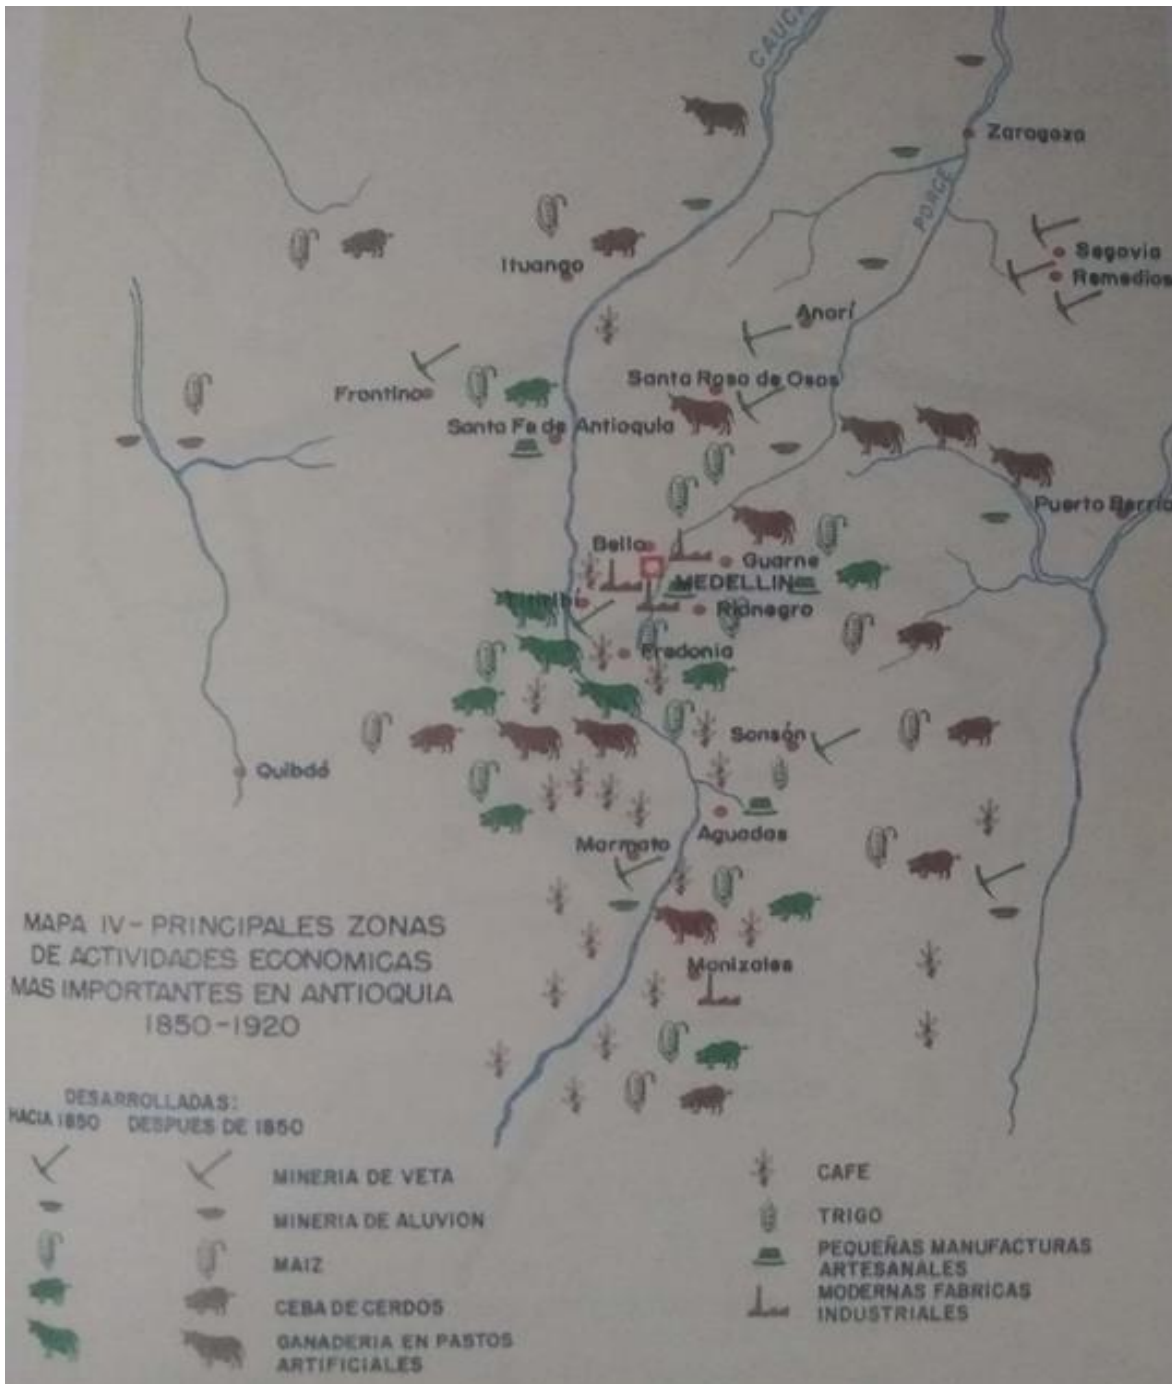 CAUCA
Zaragoza
PORCE
Segovia
Remedios
Ituango
Anorí
Santa Rosa de Osos
Frontino
Santa Fe de Antioquia
Puerto Berrío
Bello
Guarne
MEDELLIN
Rionegro
Fredonia
Sonsón
Quibdó
Aguadas
Marmato
Manizales
MAPA IV - PRINCIPALES ZONAS
DE ACTIVIDADES ECONOMICAS
MAS IMPORTANTES EN ANTIOQUIA
1850-1920
DESARROLLADAS:
HACIA 1850 DESPUES DE 1850
MINERIA DE VETA
MINERIA DE ALUVION
MAIZ
CEBA DE CERDOS
GANADERIA EN PASTOS
ARTIFICIALES
CAFE
TRIGO
PEQUEÑAS MANUFACTURAS
ARTESANALES
MODERNAS FABRICAS
INDUSTRIALES